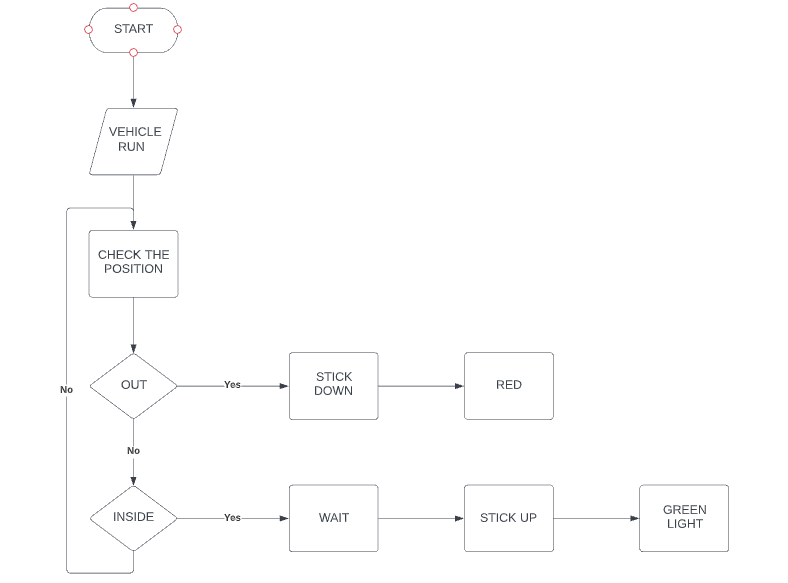 START
VEHICLE
RUN
CHECK THE
POSITION
OUT
Yes
STICK
DOWN
RED
No
No
INSIDE
Yes
WAIT
STICK UP
GREEN
LIGHT